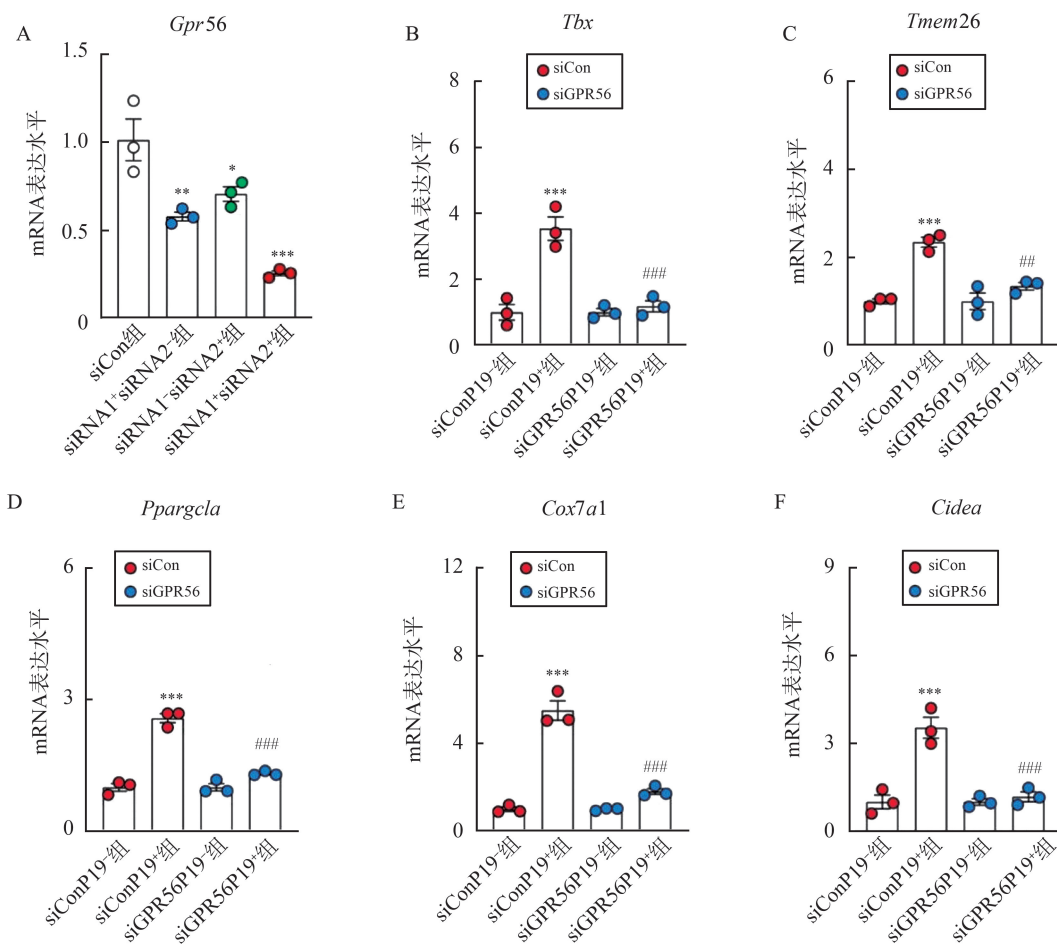 A
Gpr56
mRNA表达水平
1.5
1.0
0.5
0
**
*
***
siCon组
siRNA1⁺siRNA2⁻组
siRNA1⁻siRNA2⁺组
siRNA1⁺siRNA2⁺组
B
Tbx
siCon
siGPR56
mRNA表达水平
8
6
4
2
0
***
###
siConP19⁻组
siConP19⁺组
siGPR56P19⁻组
siGPR56P19⁺组
C
Tmem26
siCon
siGPR56
mRNA表达水平
6
4
2
0
***
##
siConP19⁻组
siConP19⁺组
siGPR56P19⁻组
siGPR56P19⁺组
D
Ppargcla
siCon
siGPR56
mRNA表达水平
6
3
0
***
###
siConP19⁻组
siConP19⁺组
siGPR56P19⁻组
siGPR56P19⁺组
E
Cox7a1
siCon
siGPR56
mRNA表达水平
12
8
4
0
***
###
siConP19⁻组
siConP19⁺组
siGPR56P19⁻组
siGPR56P19⁺组
F
Cidea
siCon
siGPR56
mRNA表达水平
9
6
3
0
***
###
siConP19⁻组
siConP19⁺组
siGPR56P19⁻组
siGPR56P19⁺组